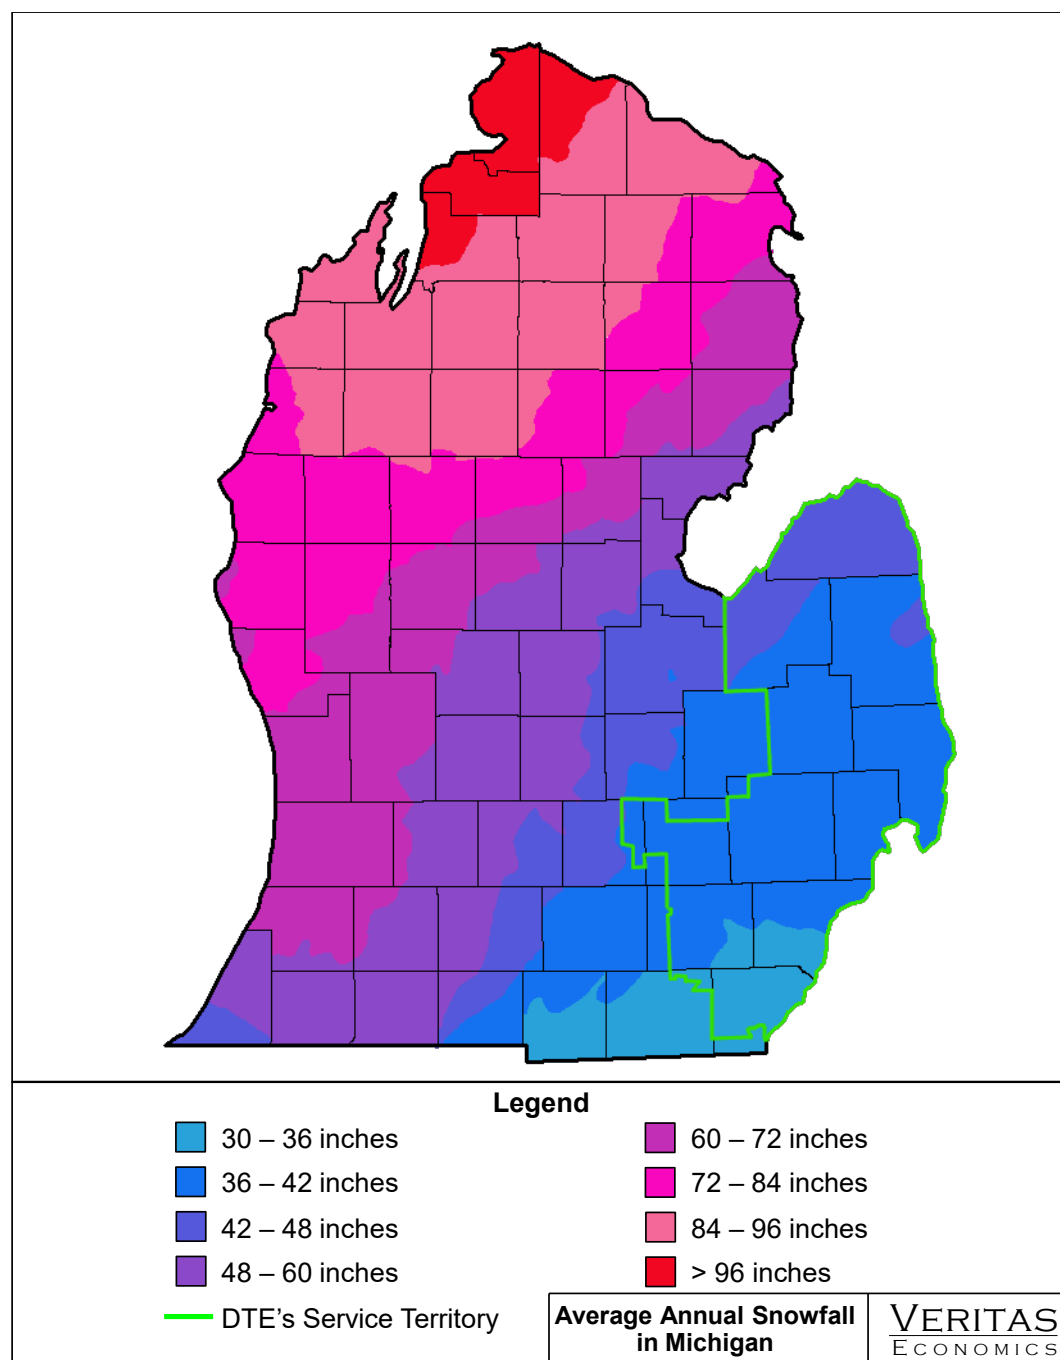 Legend
30 – 36 inches
36 – 42 inches
42 – 48 inches
48 – 60 inches
60 – 72 inches
72 – 84 inches
84 – 96 inches
> 96 inches
DTE's Service Territory
Average Annual Snowfall
in Michigan
VERITAS
ECONOMICS